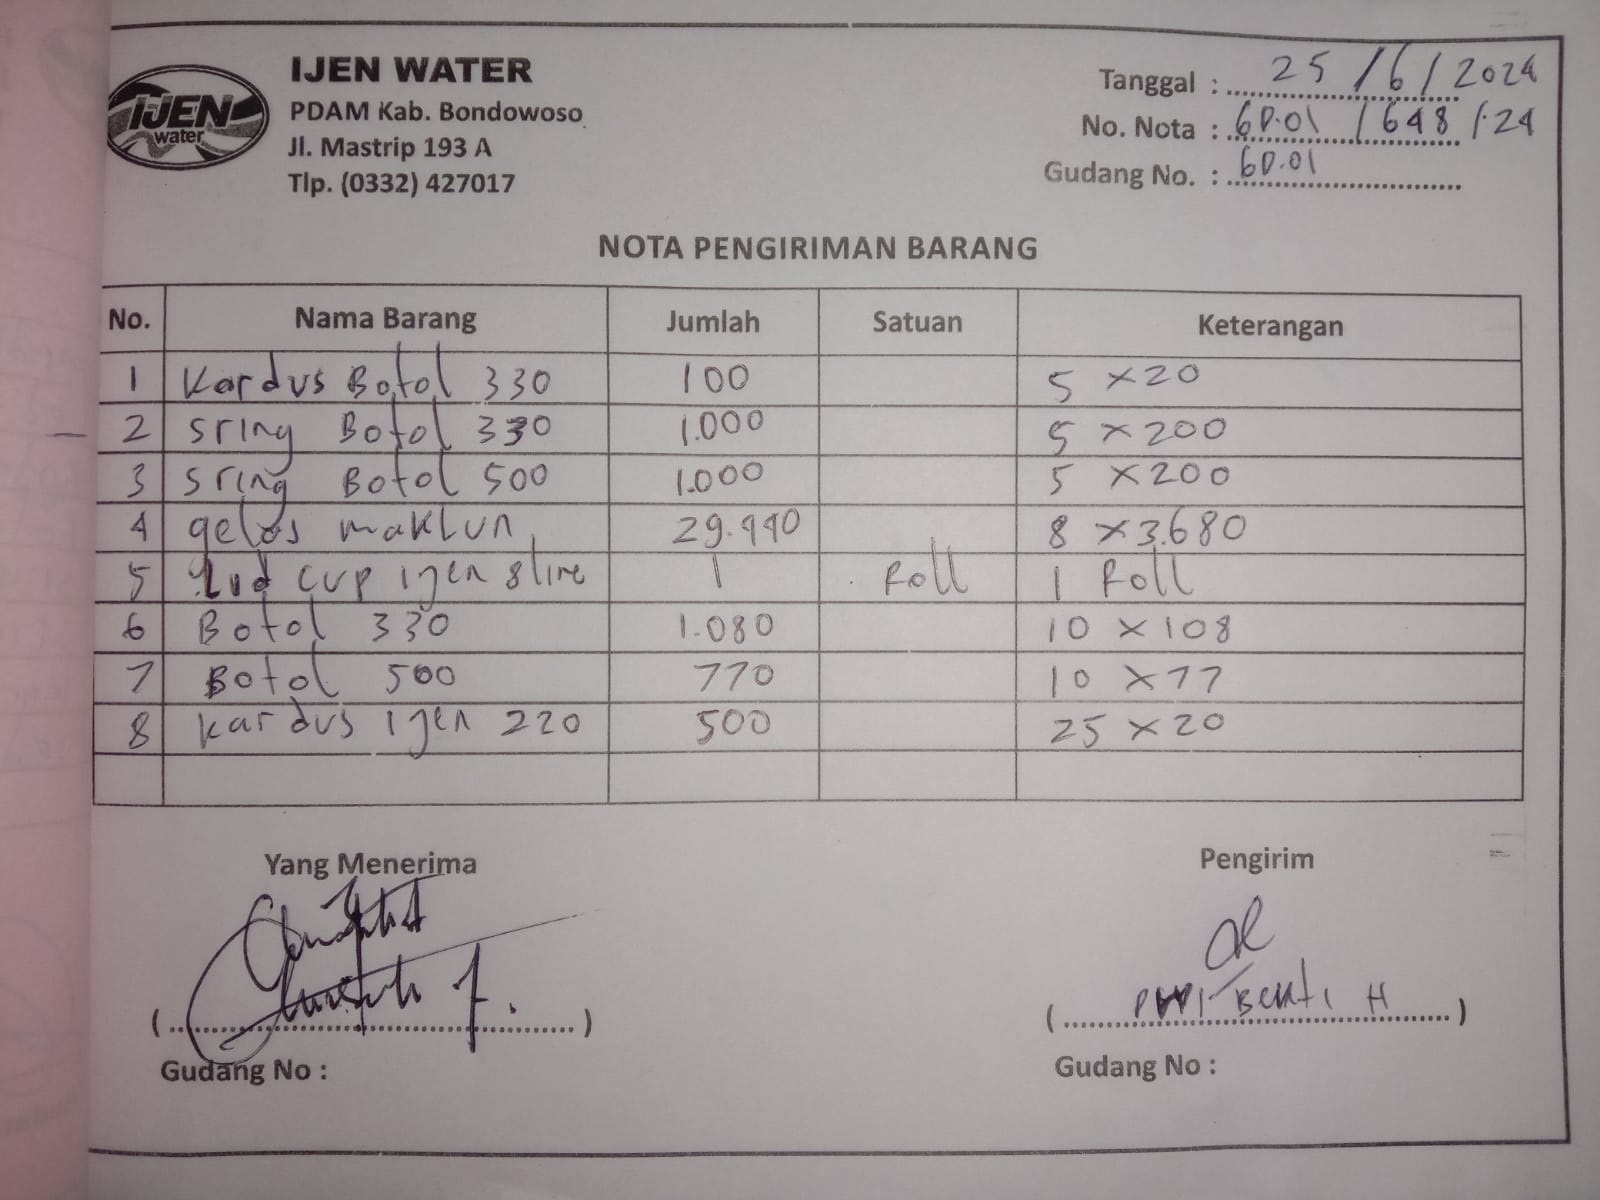 IJEN
water
IJEN WATER
PDAM Kab. Bondowoso
Jl. Mastrip 193 A
Tlp. (0332) 427017
Tanggal : 25 / 6 / 2024
No. Nota : 6D.01 / 648 / 24
Gudang No. : 6D.01
NOTA PENGIRIMAN BARANG
No. Nama Barang Jumlah Satuan Keterangan
1 Kardus Botol 330 100 5 x 20
2 sring Botol 330 1.000 5 x 200
3 sring Botol 500 1.000 5 x 200
4 gelas maklun 29.440 8 x 3.680
5 Lid cup ijen 8 line 1 Roll 1 Roll
6 Botol 330 1.080 10 x 108
7 Botol 500 770 10 x 77
8 kardus ijen 220 500 25 x 20
Yang Menerima Pengirim
( ) ( H )
Gudang No : Gudang No :